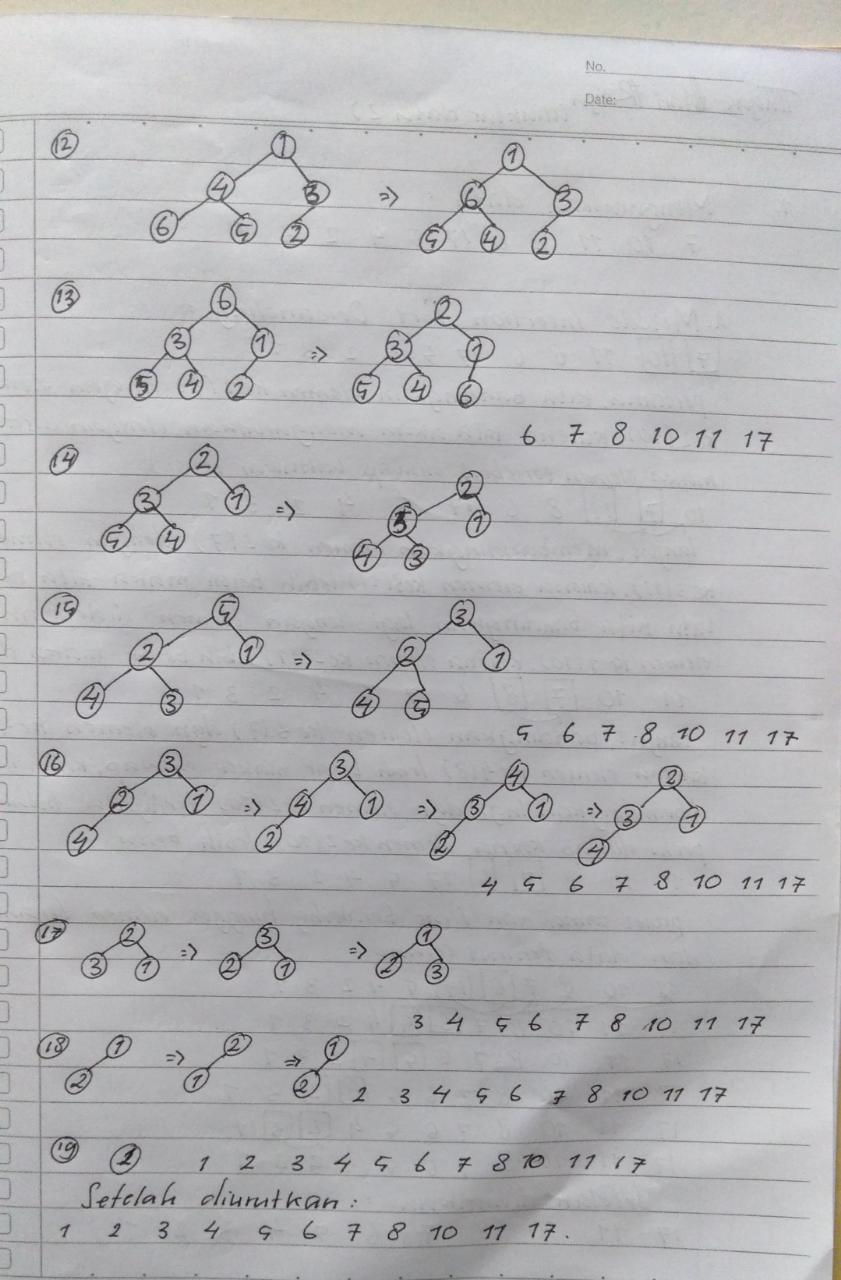 No.
Date:
12
1 1
4 3 => 6 3
6 5 2 5 4 2
13
6 2
3 1 => 3 1
5 4 2 5 4 6
6 7 8 10 11 17
14
2 2
3 1 => 5 1
5 4 4 3
15
5 3
2 1 => 2 1
4 3 4 5
5 6 7 8 10 11 17
16
3 3 4 2
2 1 => 4 1 => 3 1 => 3 1
4 2 2 4
4 5 6 7 8 10 11 17
17
2 3 1
3 1 => 2 1 => 2 3
3 4 5 6 7 8 10 11 17
18
1 => 2 => 1
2 1 2
2 3 4 5 6 7 8 10 11 17
19 1 1 2 3 4 5 6 7 8 10 11 17
Setelah diurutkan :
1 2 3 4 5 6 7 8 10 11 17.